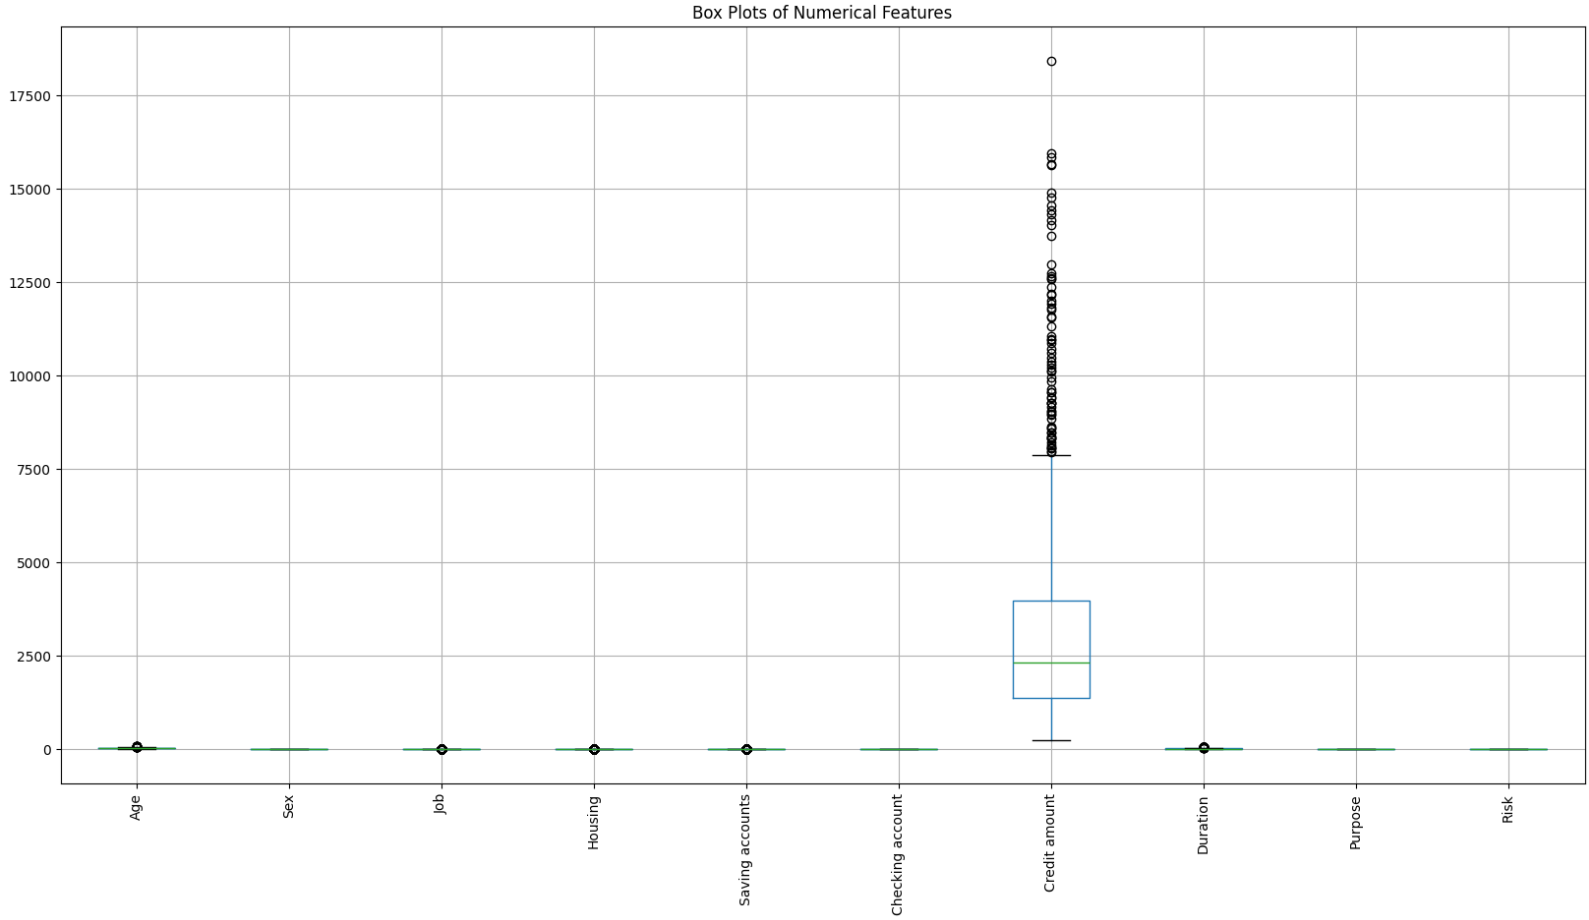 Box Plots of Numerical Features
17500
15000
12500
10000
7500
5000
2500
0
Age
Sex
Job
Housing
Saving accounts
Checking account
Credit amount
Duration
Purpose
Risk